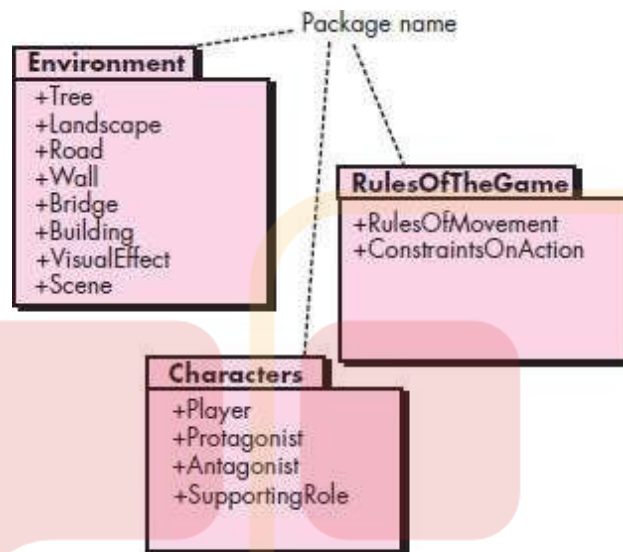 Package name
Environment
+Tree
+Landscape
+Road
+Wall
+Bridge
+Building
+VisualEffect
+Scene
RulesOfTheGame
+RulesOfMovement
+ConstraintsOnAction
Characters
+Player
+Protagonist
+Antagonist
+SupportingRole